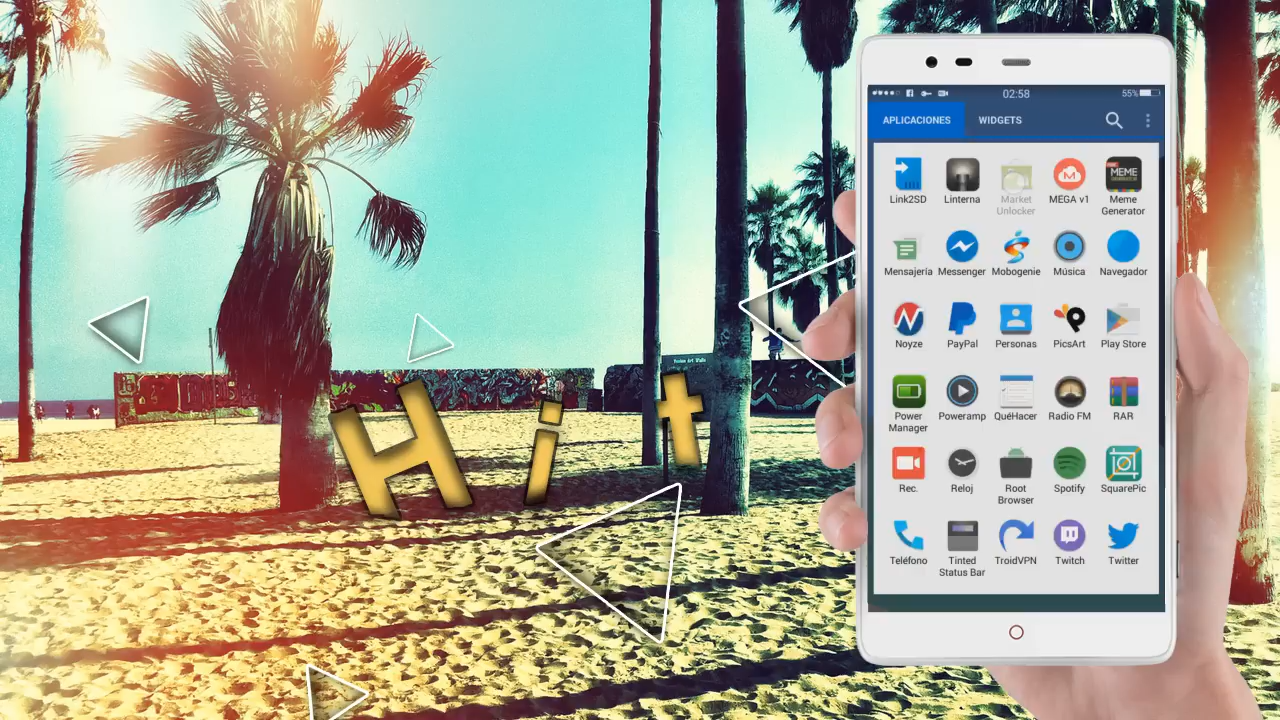 Hit
02:58
55%
APLICACIONES WIDGETS
Link2SD Linterna Market Unlocker MEGA v1 Meme Generator
MEME
Mensajería Messenger Mobogenie Música Navegador
Noyze PayPal Personas PicsArt Play Store
Power Manager Poweramp QuéHacer Radio FM RAR
Rec. Reloj Root Browser Spotify SquarePic
Teléfono Tinted Status Bar TroidVPN Twitch Twitter